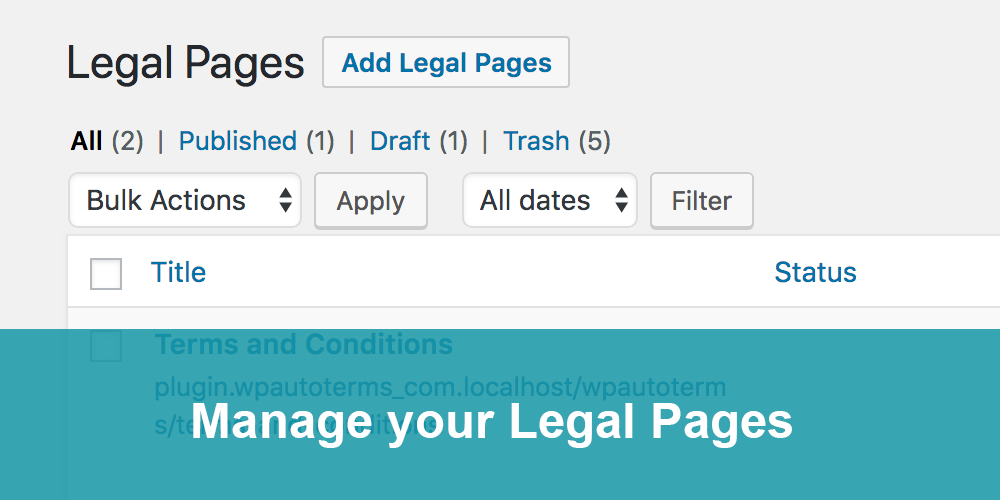 Legal Pages Add Legal Pages
All (2) | Published (1) | Draft (1) | Trash (5)
Bulk Actions Apply All dates Filter
Title Status
Terms and Conditions
plugin.wpautoterms_com.localhost/wpautoterm
Manage your Legal Pages